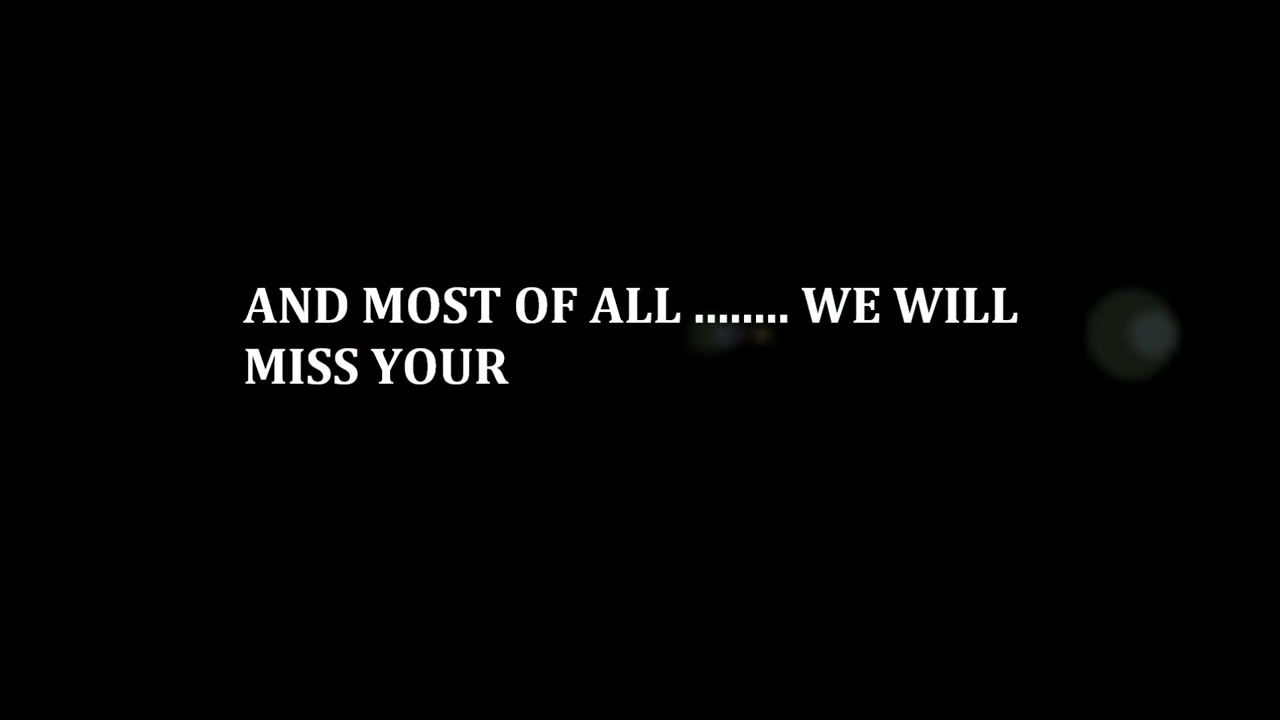 AND MOST OF ALL ........ WE WILL
MISS YOUR